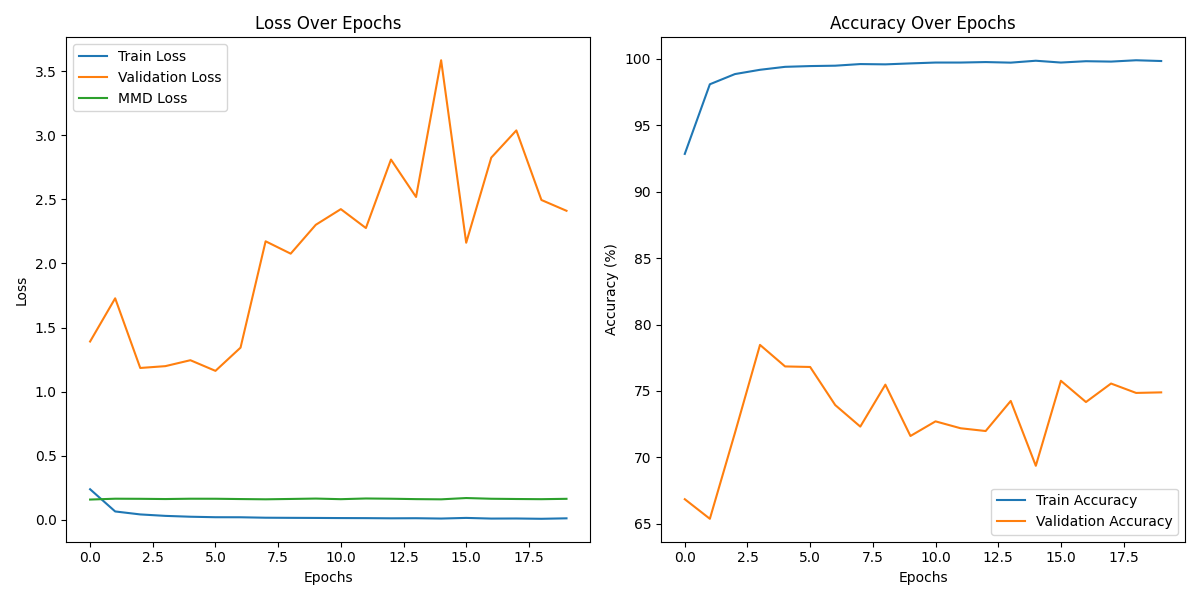 Loss Over Epochs
Train Loss
Validation Loss
MMD Loss
3.5
3.0
2.5
2.0
1.5
1.0
0.5
0.0
Loss
0.0 2.5 5.0 7.5 10.0 12.5 15.0 17.5
Epochs
Accuracy Over Epochs
100
95
90
85
80
75
70
65
Accuracy (%)
Train Accuracy
Validation Accuracy
0.0 2.5 5.0 7.5 10.0 12.5 15.0 17.5
Epochs